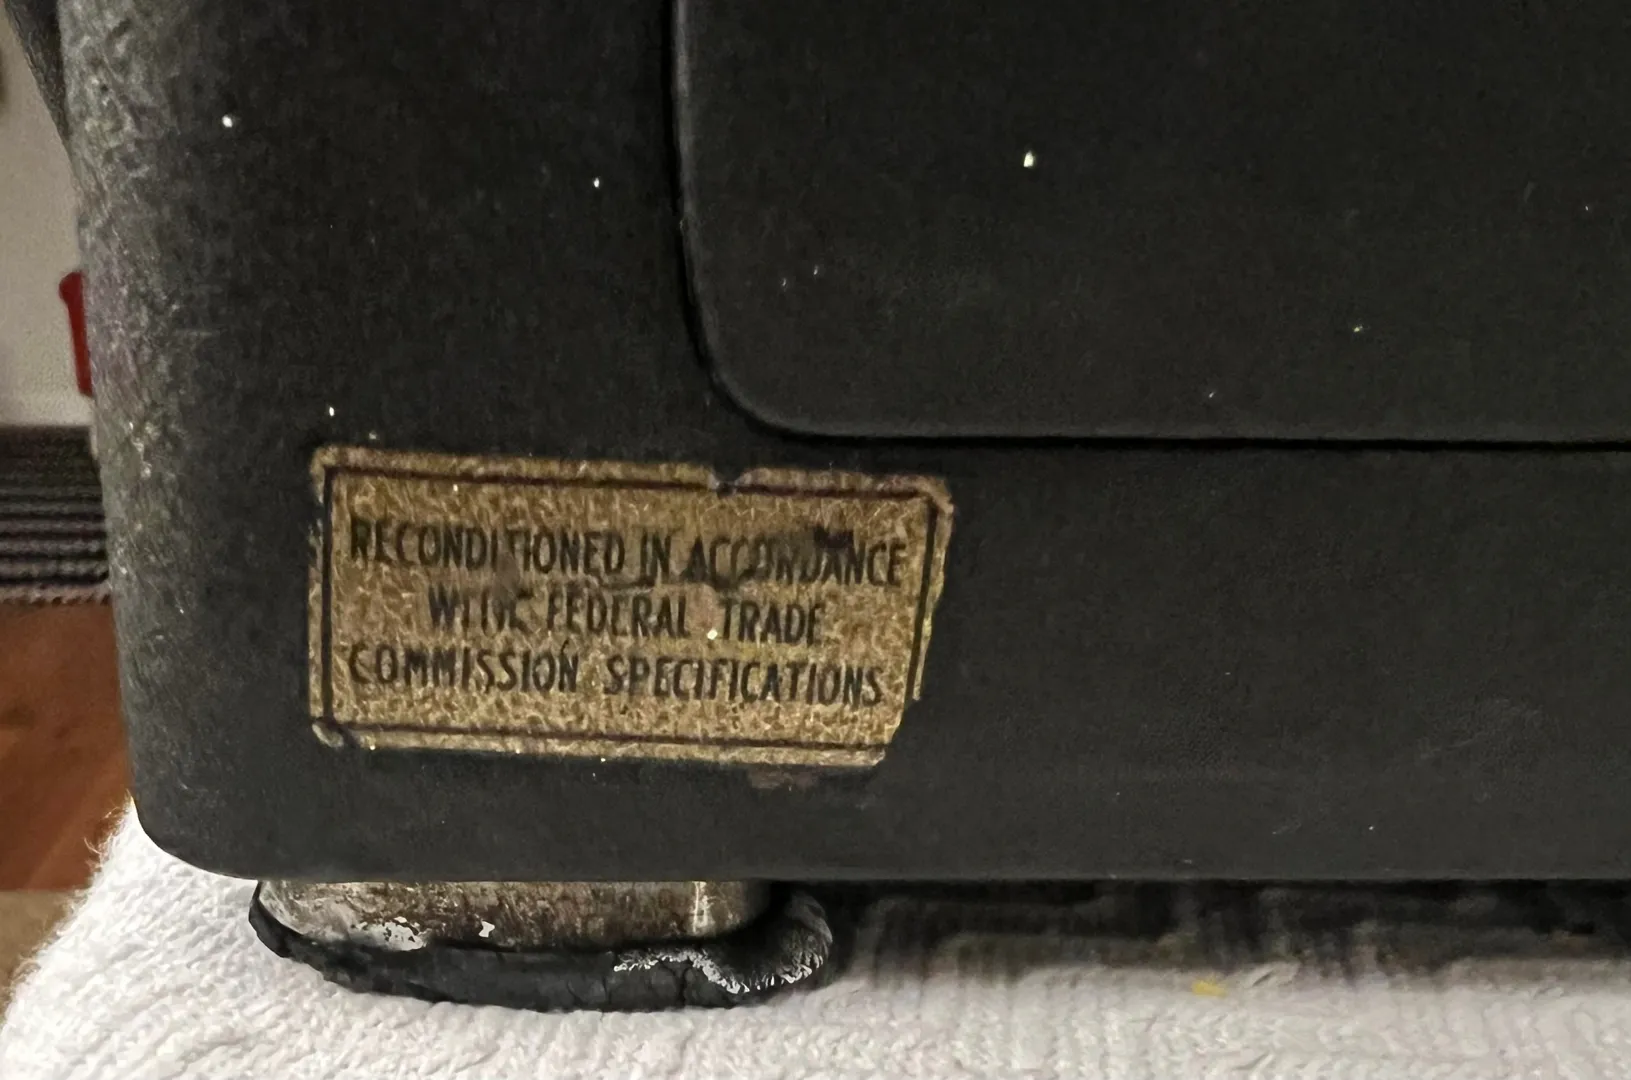 RECONDITIONED IN ACCORDANCE
WITH FEDERAL TRADE
COMMISSION SPECIFICATIONS